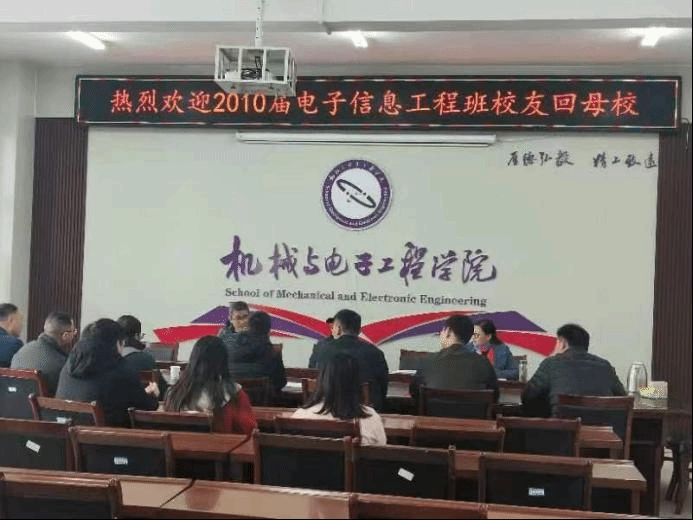 热烈欢迎2010届电子信息工程班校友回母校
厚德弘毅 精工致远
机械与电子工程学院
School of Mechanical and Electronic Engineering